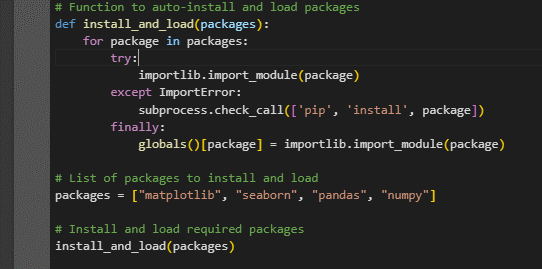 # Function to auto-install and load packages
def install_and_load(packages):
    for package in packages:
        try:
            importlib.import_module(package)
        except ImportError:
            subprocess.check_call(['pip', 'install', package])
        finally:
            globals()[package] = importlib.import_module(package)
# List of packages to install and load
packages = ["matplotlib", "seaborn", "pandas", "numpy"]
# Install and load required packages
install_and_load(packages)